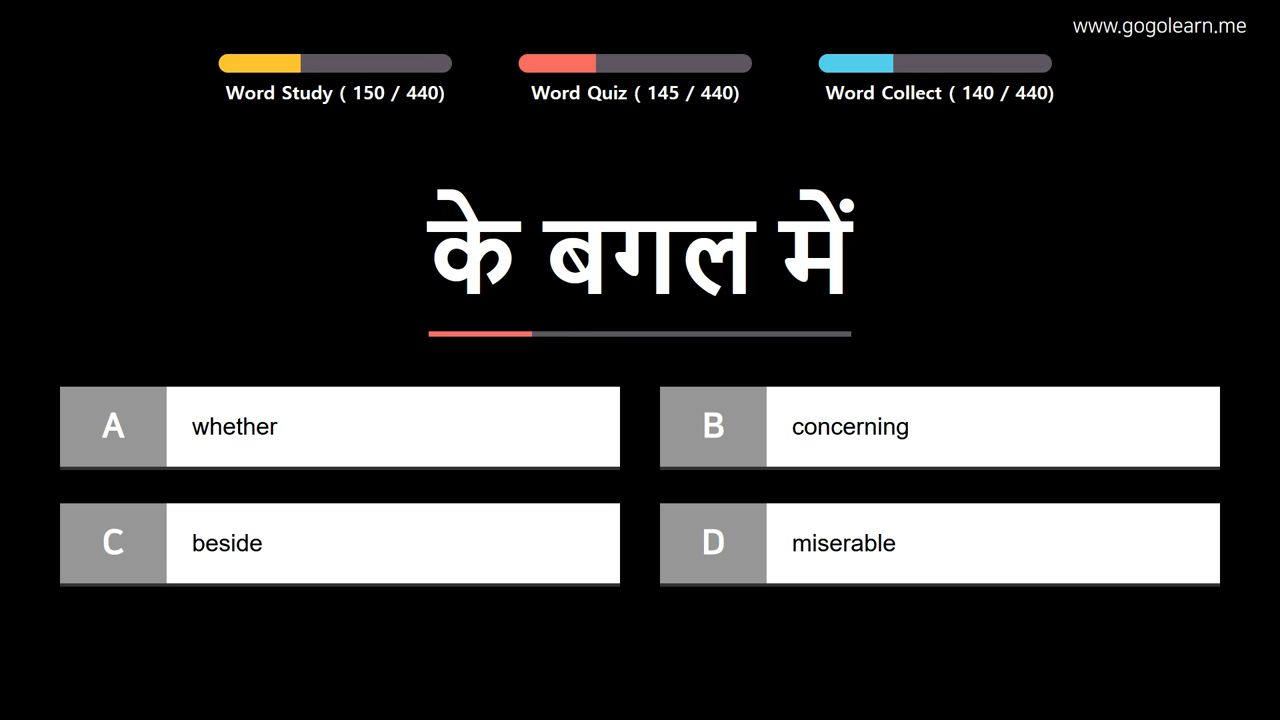 www.gogolearn.me
Word Study ( 150 / 440)
Word Quiz ( 145 / 440)
Word Collect ( 140 / 440)
के बगल में
A whether
B concerning
C beside
D miserable